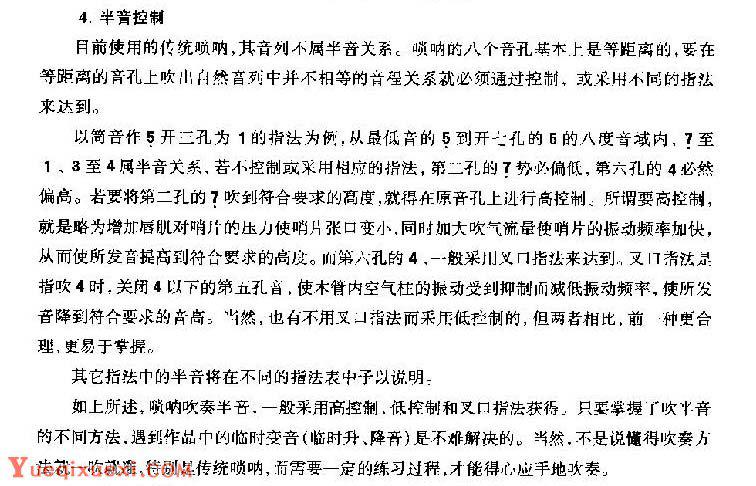 4. 半音控制
目前使用的传统唢呐,其音列不属半音关系。唢呐的八个音孔基本上是等距离的,要在
等距离的音孔上吹出自然音列中并不相等的音程关系就必须通过控制、或采用不同的指法
来达到。
以筒音作5̣开三孔为1的指法为例,从最低音的5̣到开七孔的5的八度音域内、7̣至
1、3至4属半音关系,若不控制或采用相应的指法,第二孔的7̣势必偏低,第六孔的4必然
偏高。若要将第二孔的7̣吹到符合要求的高度,就得在原音孔上进行高控制。所谓要高控制,
就是略为增加唇肌对哨片的压力使哨片张口变小,同时加大吹气流量使哨片的振动频率加快,
从而使所发音提高到符合要求的高度。而第六孔的4,一般采用叉口指法来达到。叉口指法是
指吹4时,关闭4以下的第五孔音,使木管内空气柱的振动受到抑制而减低振动频率,使所发
音降到符合要求的音高。当然,也有不用叉口指法而采用低控制的,但两者相比,前一种更合
理,更易于掌握。
其它指法中的半音将在不同的指法表中予以说明。
如上所述,唢呐吹奏半音,一般采用高控制、低控制和叉口指法获得。只要掌握了吹半音
的不同方法,遇到作品中的临时变音(临时升、降音)是不难解决的。当然,不是说懂得吹奏方
法就一吹就准,特别是传统唢呐,而需要一定的练习过程,才能得心应手地吹奏。
Yueqixuexi.com